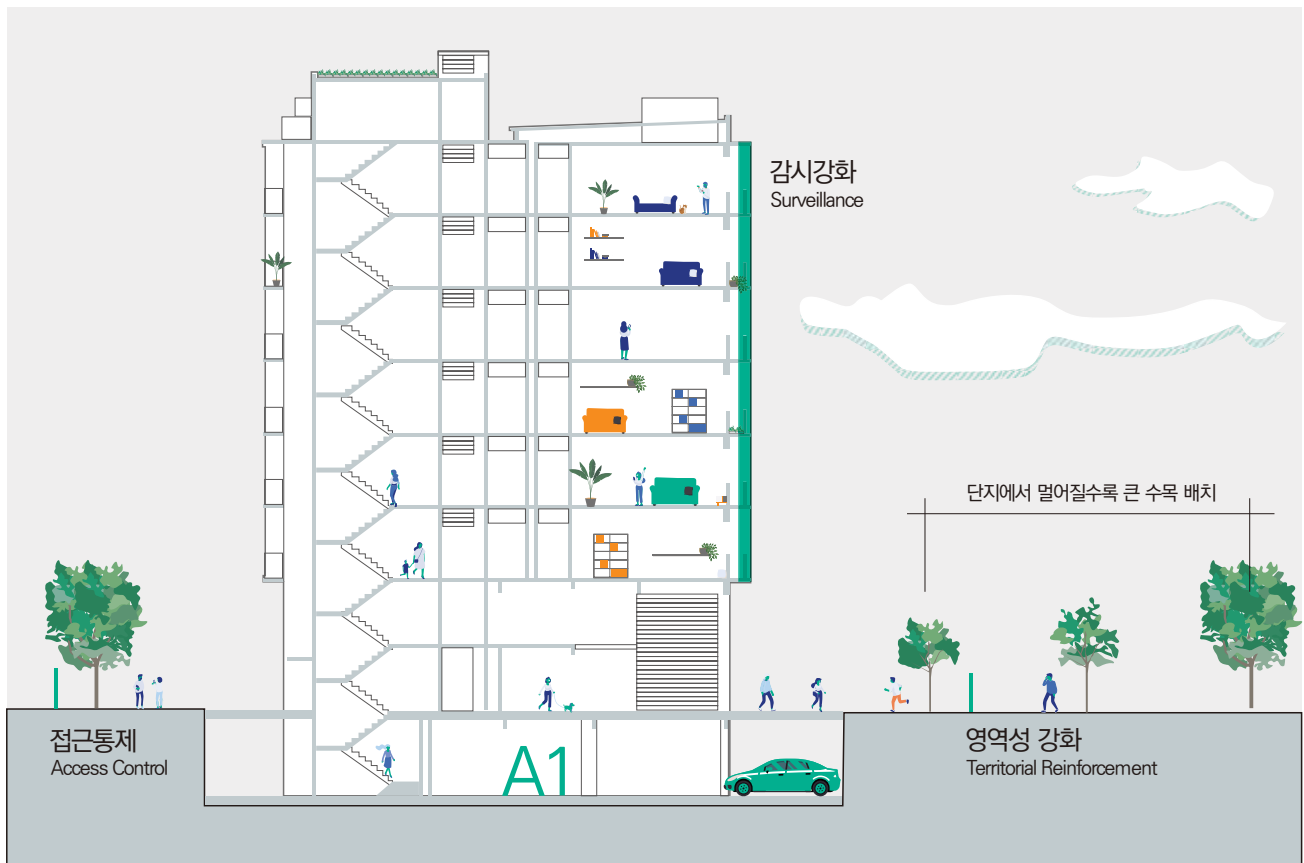 감시강화
Surveillance
단지에서 멀어질수록 큰 수목 배치
접근통제
Access Control
A1
영역성 강화
Territorial Reinforcement